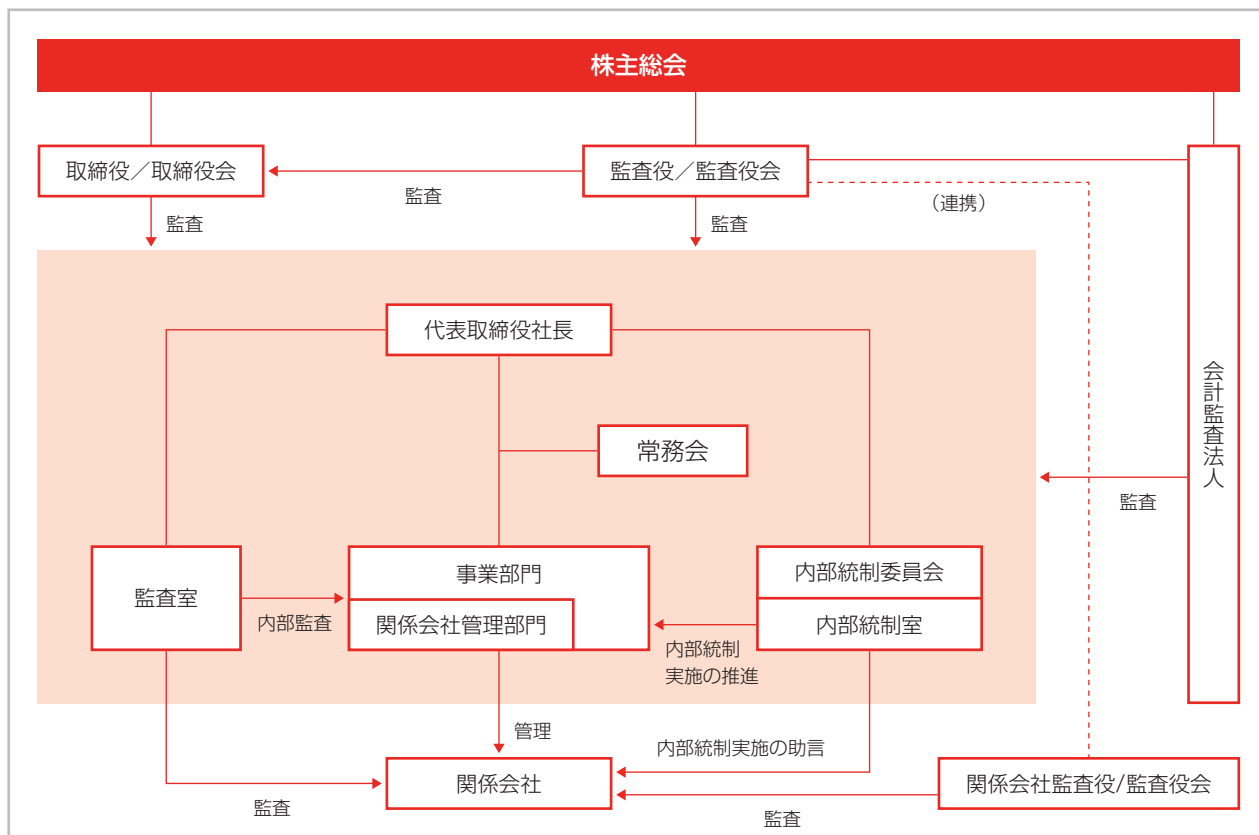 株主総会
取締役／取締役会
監査役／監査役会
監査
（連携）
監査
監査
代表取締役社長
会計監査法人
常務会
監査
監査室
内部監査
事業部門
関係会社管理部門
内部統制委員会
内部統制室
内部統制
実施の推進
管理
内部統制実施の助言
関係会社
関係会社監査役/監査役会
監査
監査